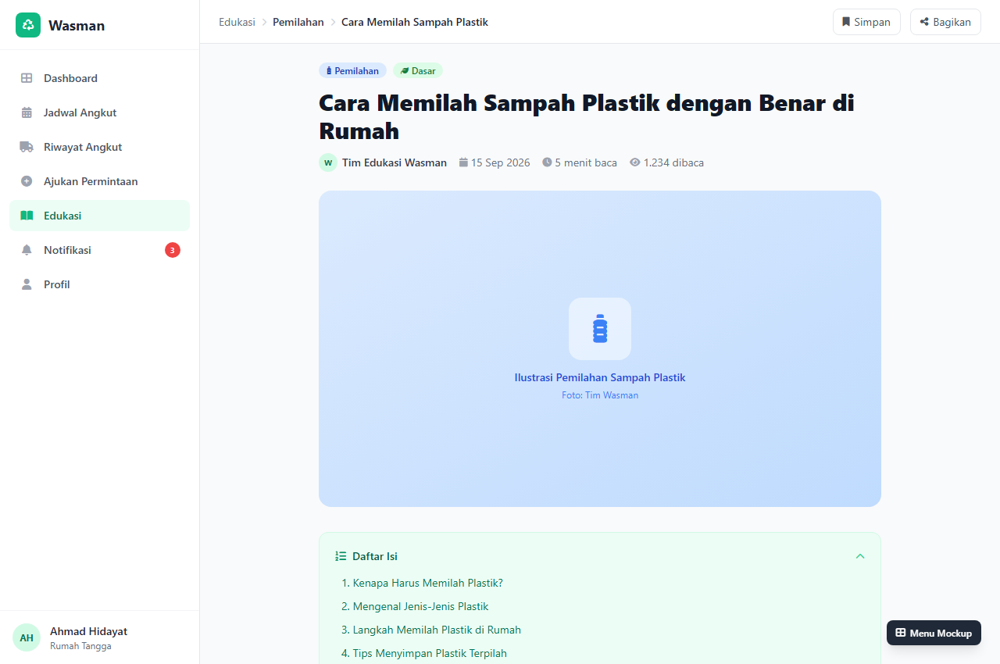 Wasman
Dashboard
Jadwal Angkut
Riwayat Angkut
Ajukan Permintaan
Edukasi
Notifikasi
3
Profil
AH
Ahmad Hidayat
Rumah Tangga
Edukasi
Pemilahan
Cara Memilah Sampah Plastik
Simpan
Bagikan
Pemilahan
Dasar
Cara Memilah Sampah Plastik dengan Benar di
Rumah
W
Tim Edukasi Wasman
15 Sep 2026
5 menit baca
1.234 dibaca
Ilustrasi Pemilahan Sampah Plastik
Foto: Tim Wasman
Daftar Isi
1. Kenapa Harus Memilah Plastik?
2. Mengenal Jenis-Jenis Plastik
3. Langkah Memilah Plastik di Rumah
4. Tips Menyimpan Plastik Terpilah
Menu Mockup